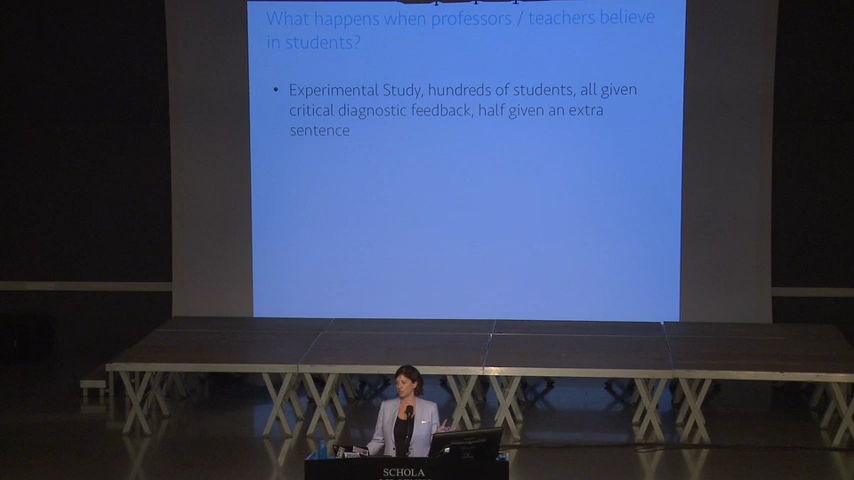 What happens when professors / teachers believe
in students?
• Experimental Study, hundreds of students, all given
critical diagnostic feedback, half given an extra
sentence
SCHOLA